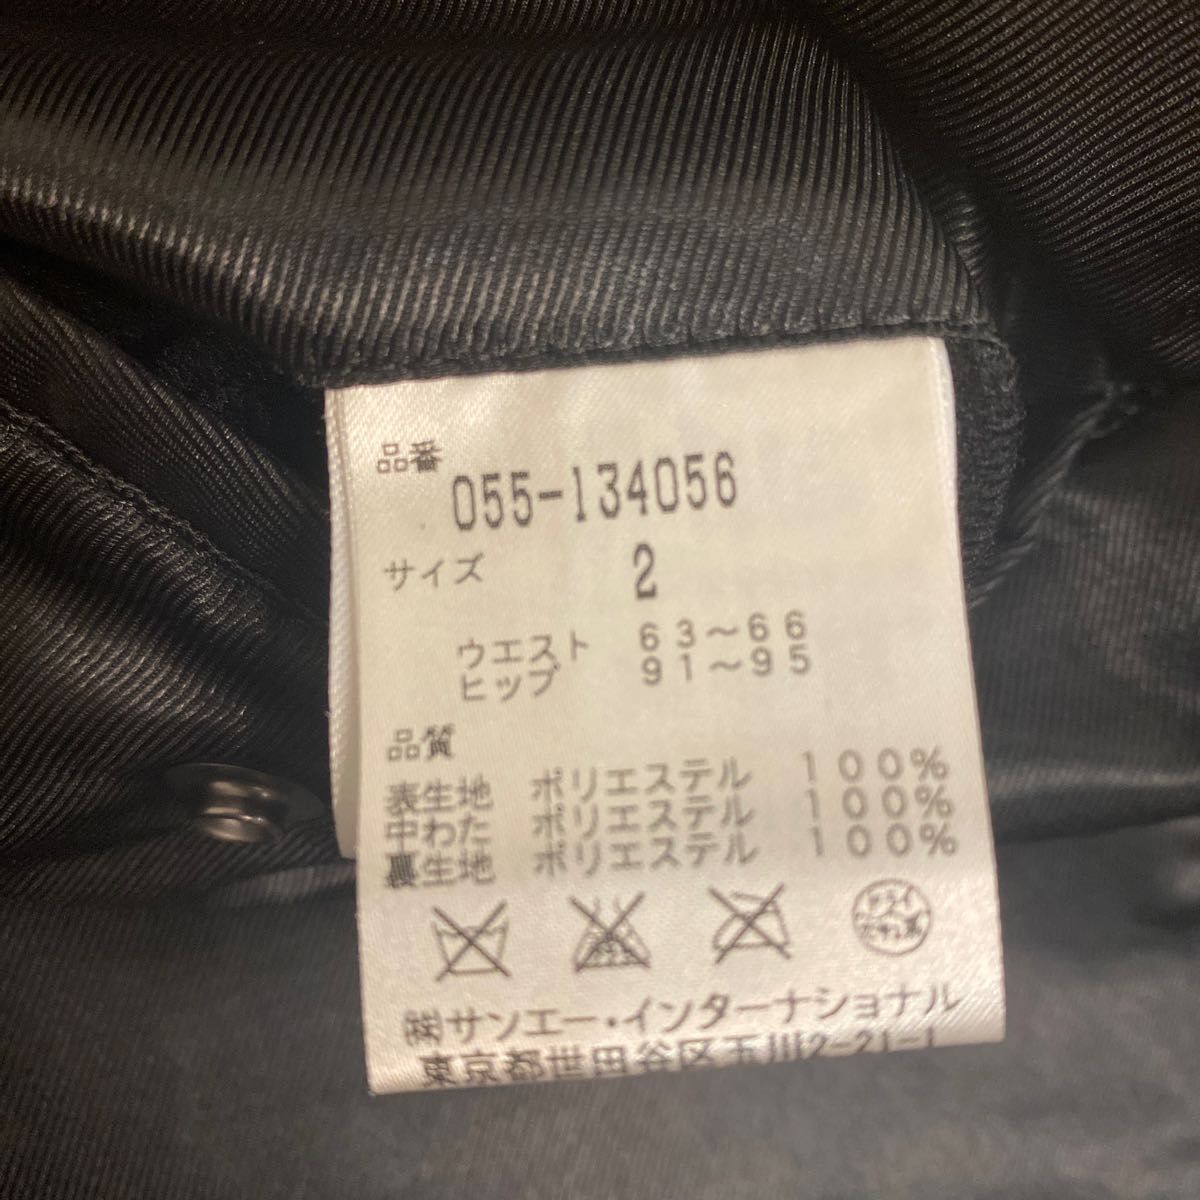 品番
055-134056
サイズ 2
ウエスト 63～66
ヒップ 91～95
品質
表生地 ポリエステル 100%
中わた ポリエステル 100%
裏生地 ポリエステル 100%
ドライ
㈱サンエー・インターナショナル
東京都世田谷区玉川2-21-1